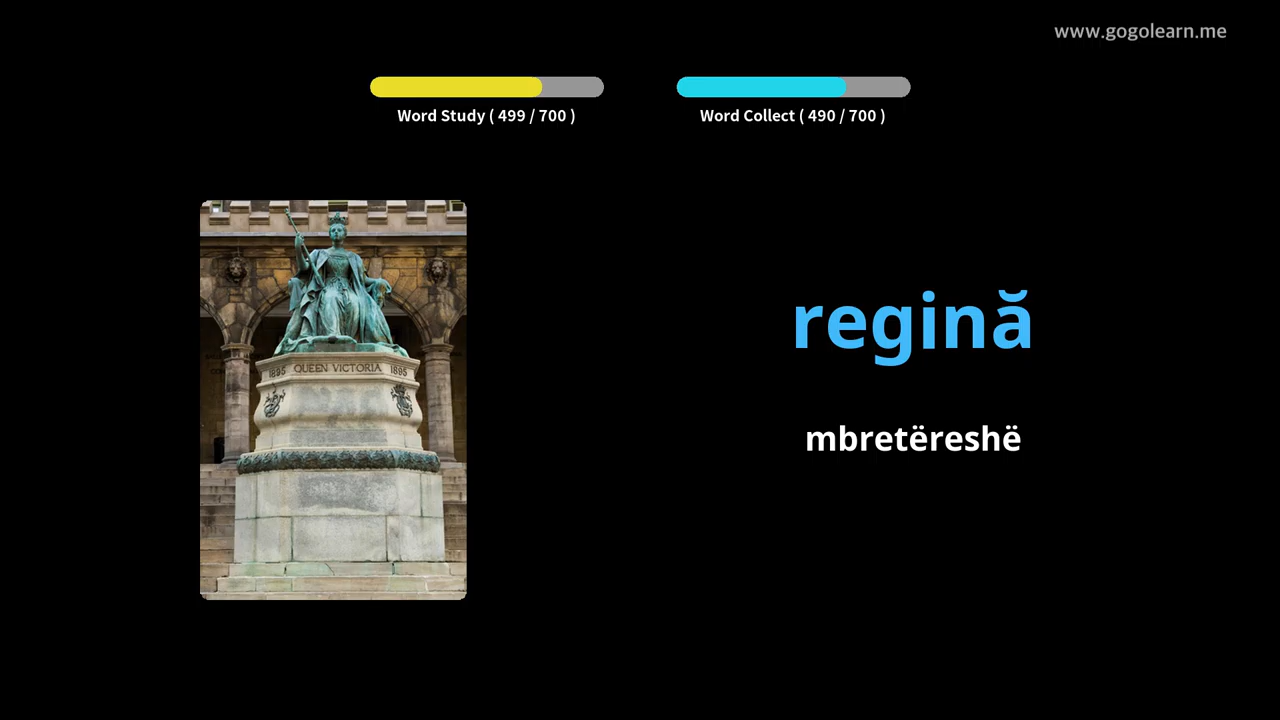 www.gogolearn.me
Word Study ( 499 / 700 )
Word Collect ( 490 / 700 )
1895 QUEEN VICTORIA 1895
regină
mbretëreshë